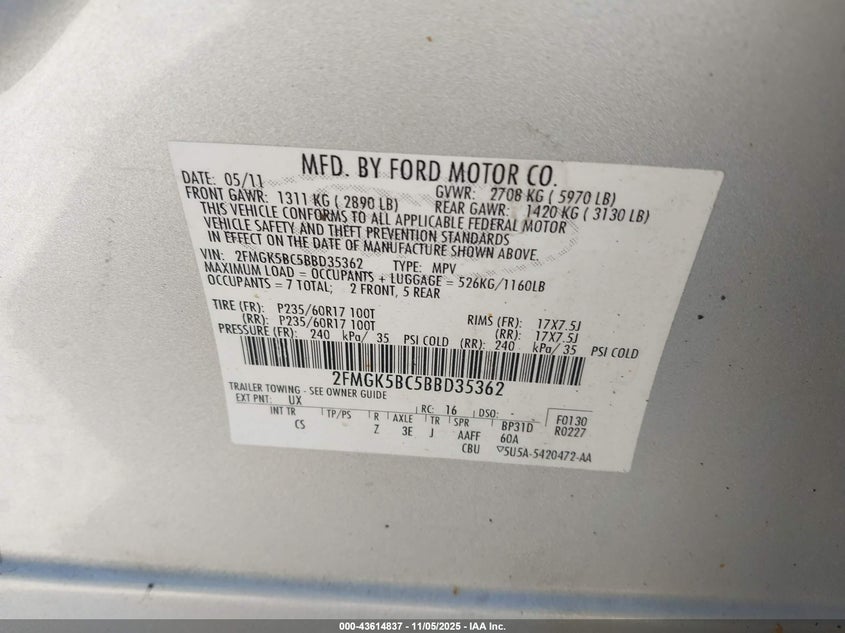 MFD. BY FORD MOTOR CO.
DATE: 05/11 GVWR: 2708 KG ( 5970 LB)
FRONT GAWR: 1311 KG ( 2890 LB) REAR GAWR: 1420 KG ( 3130 LB)
THIS VEHICLE CONFORMS TO ALL APPLICABLE FEDERAL MOTOR
VEHICLE SAFETY AND THEFT PREVENTION STANDARDS
IN EFFECT ON THE DATE OF MANUFACTURE SHOWN ABOVE.
VIN: 2FMGK5BC5BBD35362 TYPE: MPV
MAXIMUM LOAD = OCCUPANTS + LUGGAGE = 526KG/1160LB
OCCUPANTS = 7 TOTAL; 2 FRONT, 5 REAR
TIRE (FR): P235/60R17 100T RIMS (FR): 17X7.5J
(RR): P235/60R17 100T (RR): 17X7.5J
PRESSURE (FR): 240 kPa/ 35 PSI COLD (RR): 240 kPa/ 35 PSI COLD
2FMGK5BC5BBD35362
TRAILER TOWING - SEE OWNER GUIDE
EXT PNT: UX RC: 16 DSO: - F0130
INT TR TP/PS R AXLE TR SPR BP31D R0227
CS Z 3E J AAFF 60A
CBU 5U5A-5420472-AA
000-43614837 - 11/05/2025 - IAA Inc.